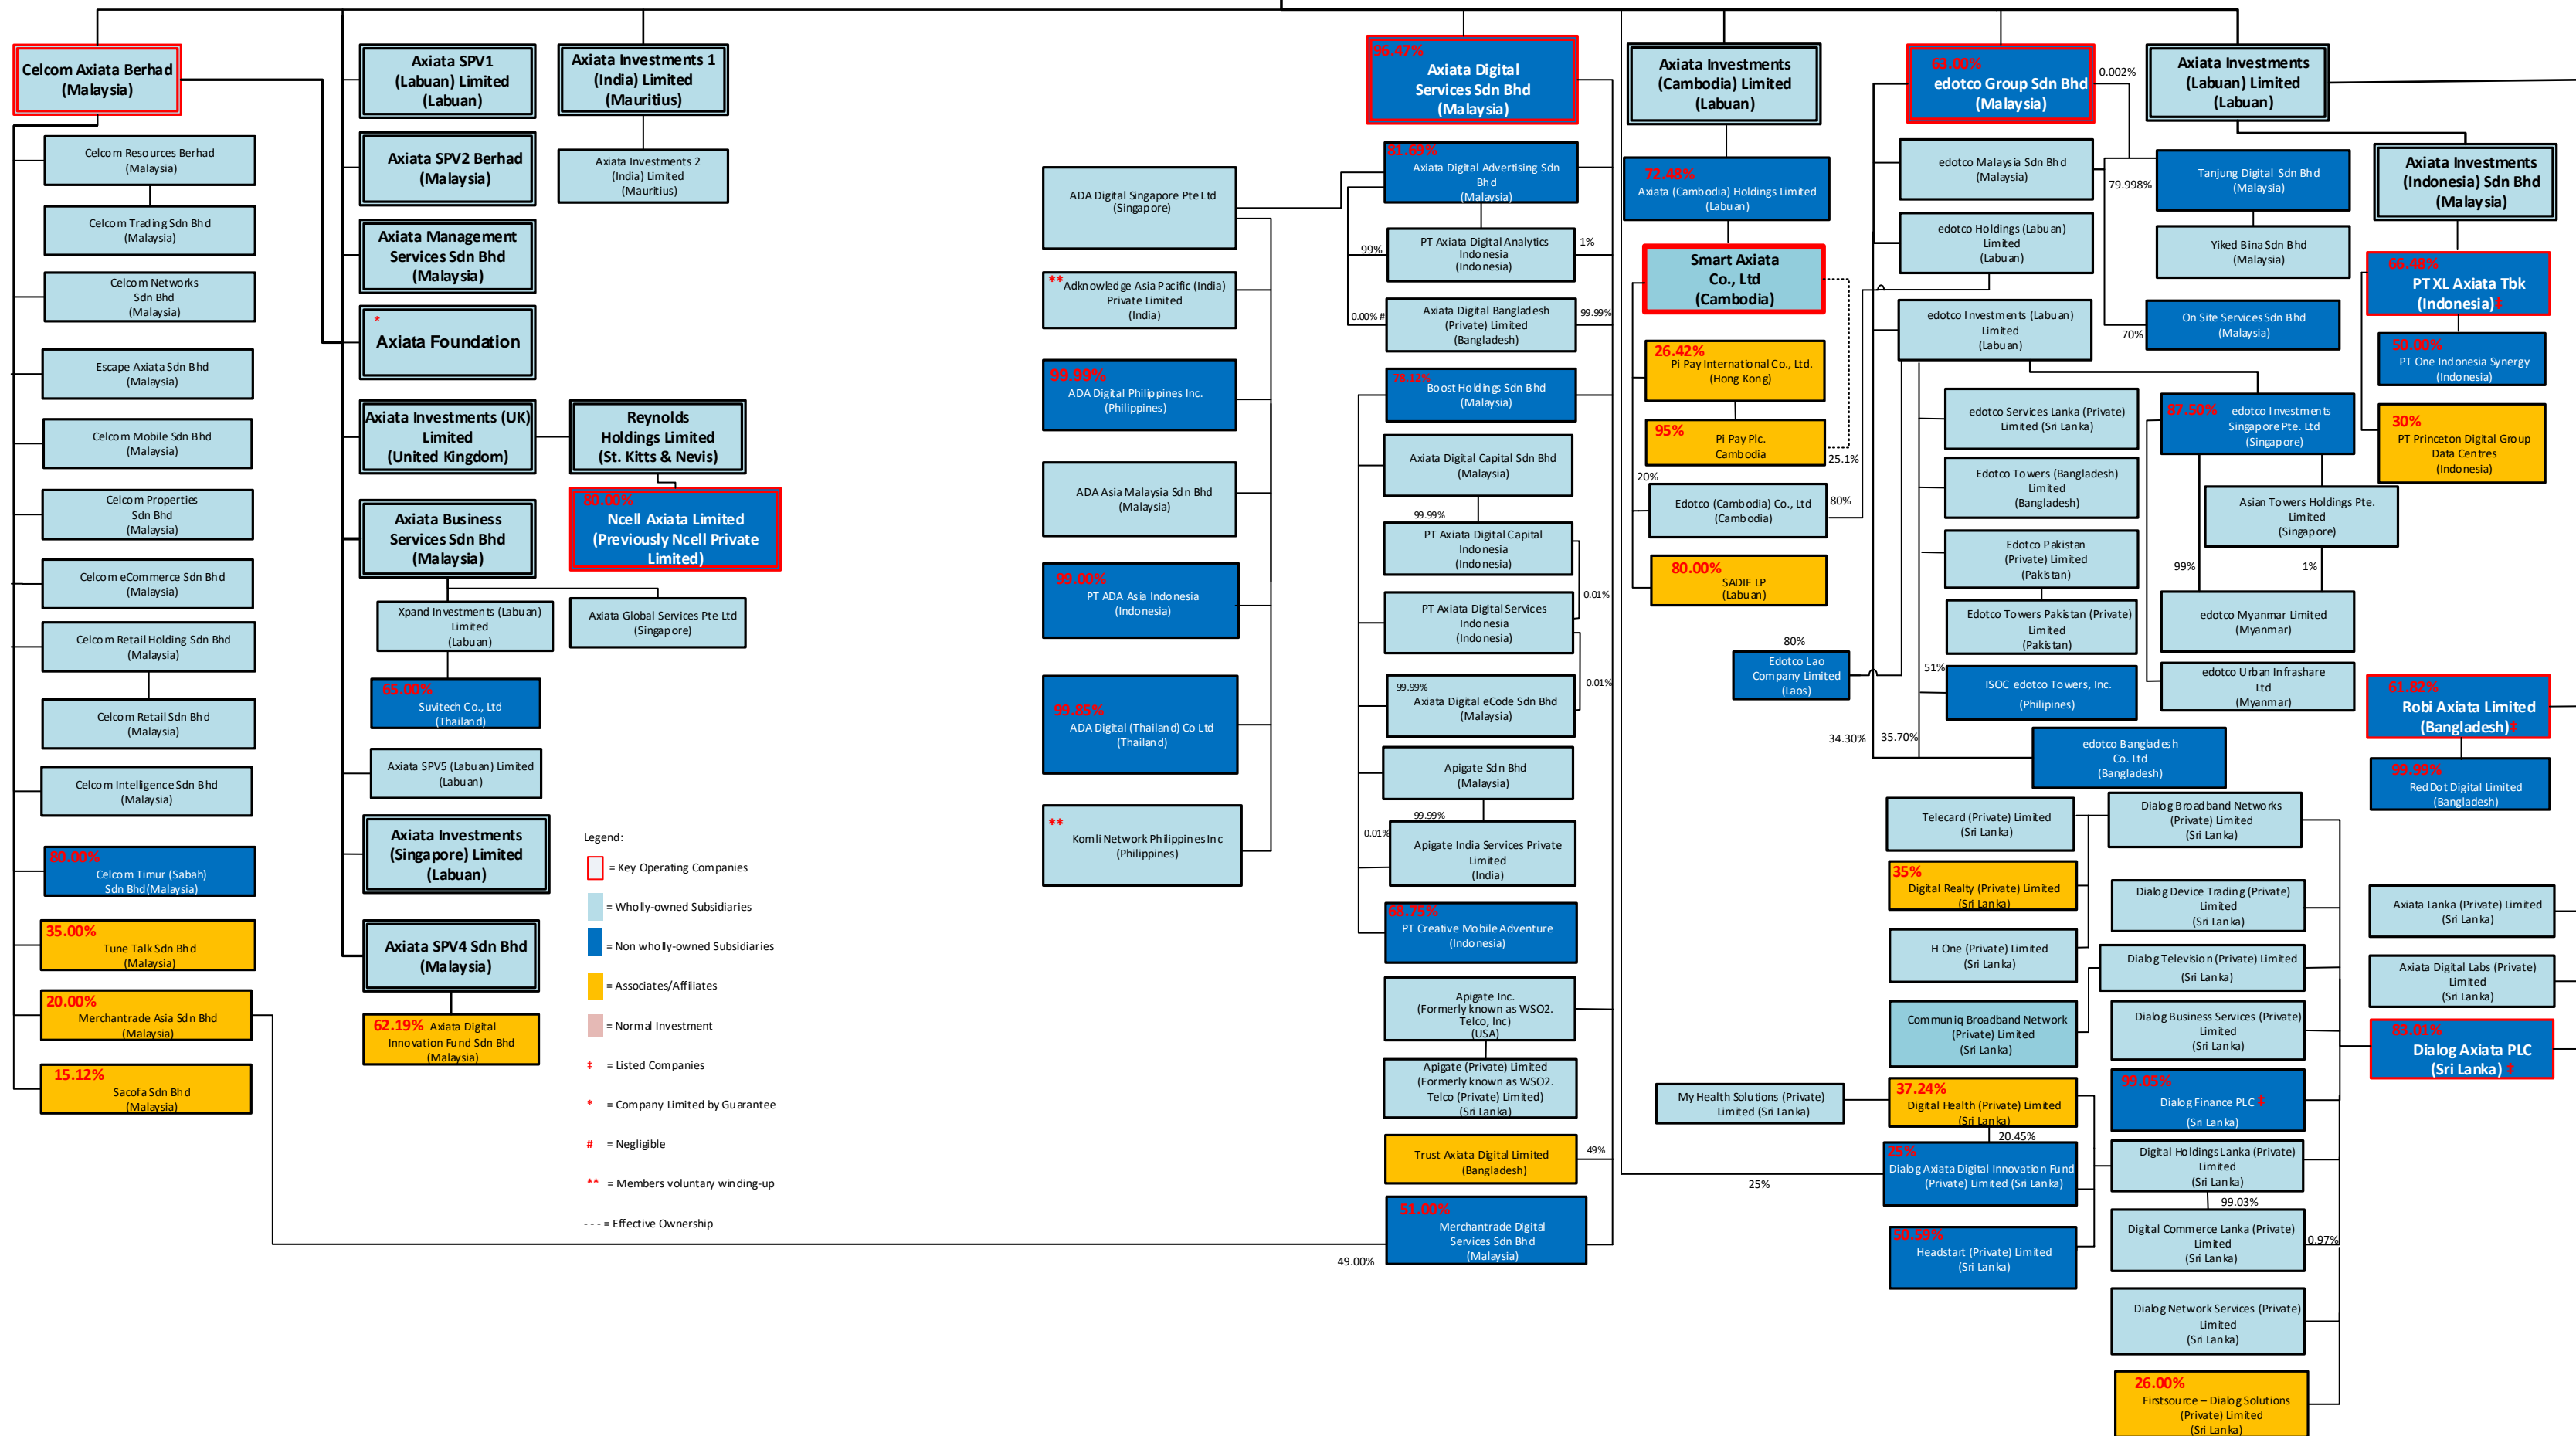 Celcom Axiata Berhad
(Malaysia)
Celcom Resources Berhad
(Malaysia)
Celcom Trading Sdn Bhd
(Malaysia)
Celcom Networks
Sdn Bhd
(Malaysia)
Escape Axiata Sdn Bhd
(Malaysia)
Celcom Mobile Sdn Bhd
(Malaysia)
Celcom Properties
Sdn Bhd
(Malaysia)
Celcom eCommerce Sdn Bhd
(Malaysia)
Celcom Retail Holding Sdn Bhd
(Malaysia)
Celcom Retail Sdn Bhd
(Malaysia)
Celcom Intelligence Sdn Bhd
(Malaysia)
80.00%
Celcom Timur (Sabah)
Sdn Bhd(Malaysia)
35.00%
Tune Talk Sdn Bhd
(Malaysia)
20.00%
Merchantrade Asia Sdn Bhd
(Malaysia)
15.12%
Sacofa Sdn Bhd
(Malaysia)
Axiata SPV1
(Labuan) Limited
(Labuan)
Axiata SPV2 Berhad
(Malaysia)
Axiata Management
Services Sdn Bhd
(Malaysia)
*
Axiata Foundation
Axiata Investments (UK)
Limited
(United Kingdom)
Axiata Business
Services Sdn Bhd
(Malaysia)
Xpand Investments (Labuan)
Limited
(Labuan)
65.00%
Suvitech Co., Ltd
(Thailand)
Axiata SPV5 (Labuan) Limited
(Labuan)
Axiata Investments
(Singapore) Limited
(Labuan)
Axiata SPV4 Sdn Bhd
(Malaysia)
62.19% Axiata Digital
Innovation Fund Sdn Bhd
(Malaysia)
Axiata Investments 1
(India) Limited
(Mauritius)
Axiata Investments 2
(India) Limited
(Mauritius)
Reynolds
Holdings Limited
(St. Kitts & Nevis)
80.00%
Ncell Axiata Limited
(Previously Ncell Private
Limited)
Axiata Global Services Pte Ltd
(Singapore)
Legend:
= Key Operating Companies
= Wholly-owned Subsidiaries
= Non wholly-owned Subsidiaries
= Associates/Affiliates
= Normal Investment
‡ = Listed Companies
* = Company Limited by Guarantee
# = Negligible
** = Members voluntary winding-up
--- = Effective Ownership
ADA Digital Singapore Pte Ltd
(Singapore)
**Adknowledge Asia Pacific (India)
Private Limited
(India)
99.99%
ADA Digital Philippines Inc.
(Philippines)
ADA Asia Malaysia Sdn Bhd
(Malaysia)
99.00%
PT ADA Asia Indonesia
(Indonesia)
99.85%
ADA Digital (Thailand) Co Ltd
(Thailand)
**
Komli Network Philippines Inc
(Philippines)
96.47%
Axiata Digital
Services Sdn Bhd
(Malaysia)
81.69%
Axiata Digital Advertising Sdn
Bhd
(Malaysia)
99%
PT Axiata Digital Analytics
Indonesia
(Indonesia)
1%
0.00% #
Axiata Digital Bangladesh
(Private) Limited
(Bangladesh)
99.99%
78.12%
Boost Holdings Sdn Bhd
(Malaysia)
Axiata Digital Capital Sdn Bhd
(Malaysia)
99.99%
PT Axiata Digital Capital
Indonesia
(Indonesia)
0.01%
PT Axiata Digital Services
Indonesia
(Indonesia)
0.01%
99.99%
Axiata Digital eCode Sdn Bhd
(Malaysia)
Apigate Sdn Bhd
(Malaysia)
99.99%
0.01%
Apigate India Services Private
Limited
(India)
68.75%
PT Creative Mobile Adventure
(Indonesia)
Apigate Inc.
(Formerly known as WSO2.
Telco, Inc)
(USA)
Apigate (Private) Limited
(Formerly known as WSO2.
Telco (Private) Limited)
(Sri Lanka)
Trust Axiata Digital Limited
(Bangladesh)
49%
51.00%
Merchantrade Digital
Services Sdn Bhd
(Malaysia)
49.00%
Axiata Investments
(Cambodia) Limited
(Labuan)
72.48%
Axiata (Cambodia) Holdings Limited
(Labuan)
Smart Axiata
Co., Ltd
(Cambodia)
26.42%
Pi Pay International Co., Ltd.
(Hong Kong)
95%
Pi Pay Plc.
Cambodia
25.1%
20%
Edotco (Cambodia) Co., Ltd
(Cambodia)
80%
80.00%
SADIF LP
(Labuan)
80%
Edotco Lao
Company Limited
(Laos)
63.00%
edotco Group Sdn Bhd
(Malaysia)
0.002%
edotco Malaysia Sdn Bhd
(Malaysia)
79.998%
Tanjung Digital Sdn Bhd
(Malaysia)
edotco Holdings (Labuan)
Limited
(Labuan)
Yiked Bina Sdn Bhd
(Malaysia)
edotco Investments (Labuan)
Limited
(Labuan)
70%
On Site Services Sdn Bhd
(Malaysia)
edotco Services Lanka (Private)
Limited (Sri Lanka)
Edotco Towers (Bangladesh)
Limited
(Bangladesh)
Edotco Pakistan
(Private) Limited
(Pakistan)
Edotco Towers Pakistan (Private)
Limited
(Pakistan)
51%
ISOC edotco Towers, Inc.
(Philipines)
34.30%
35.70%
edotco Bangladesh
Co. Ltd
(Bangladesh)
87.50% edotco Investments
Singapore Pte. Ltd
(Singapore)
Asian Towers Holdings Pte.
Limited
(Singapore)
99%
1%
edotco Myanmar Limited
(Myanmar)
edotco Urban Infrashare
Ltd
(Myanmar)
Axiata Investments
(Labuan) Limited
(Labuan)
Axiata Investments
(Indonesia) Sdn Bhd
(Malaysia)
66.48%
PT XL Axiata Tbk
(Indonesia)‡
50.00%
PT One Indonesia Synergy
(Indonesia)
30%
PT Princeton Digital Group
Data Centres
(Indonesia)
61.82%
Robi Axiata Limited
(Bangladesh)‡
99.99%
RedDot Digital Limited
(Bangladesh)
Axiata Lanka (Private) Limited
(Sri Lanka)
Axiata Digital Labs (Private)
Limited
(Sri Lanka)
83.01%
Dialog Axiata PLC
(Sri Lanka) ‡
Telecard (Private) Limited
(Sri Lanka)
35%
Digital Realty (Private) Limited
(Sri Lanka)
H One (Private) Limited
(Sri Lanka)
Communiq Broadband Network
(Private) Limited
(Sri Lanka)
My Health Solutions (Private)
Limited (Sri Lanka)
37.24%
Digital Health (Private) Limited
(Sri Lanka)
20.45%
25%
Dialog Axiata Digital Innovation Fund
(Private) Limited (Sri Lanka)
25%
50.59%
Headstart (Private) Limited
(Sri Lanka)
Dialog Broadband Networks
(Private) Limited
(Sri Lanka)
Dialog Device Trading (Private)
Limited
(Sri Lanka)
Dialog Television (Private) Limited
(Sri Lanka)
Dialog Business Services (Private)
Limited
(Sri Lanka)
99.05%
Dialog Finance PLC ‡
(Sri Lanka)
Digital Holdings Lanka (Private)
Limited
(Sri Lanka)
99.03%
Digital Commerce Lanka (Private)
Limited
(Sri Lanka)
0.97%
Dialog Network Services (Private)
Limited
(Sri Lanka)
26.00%
Firstsource – Dialog Solutions
(Private) Limited
(Sri Lanka)